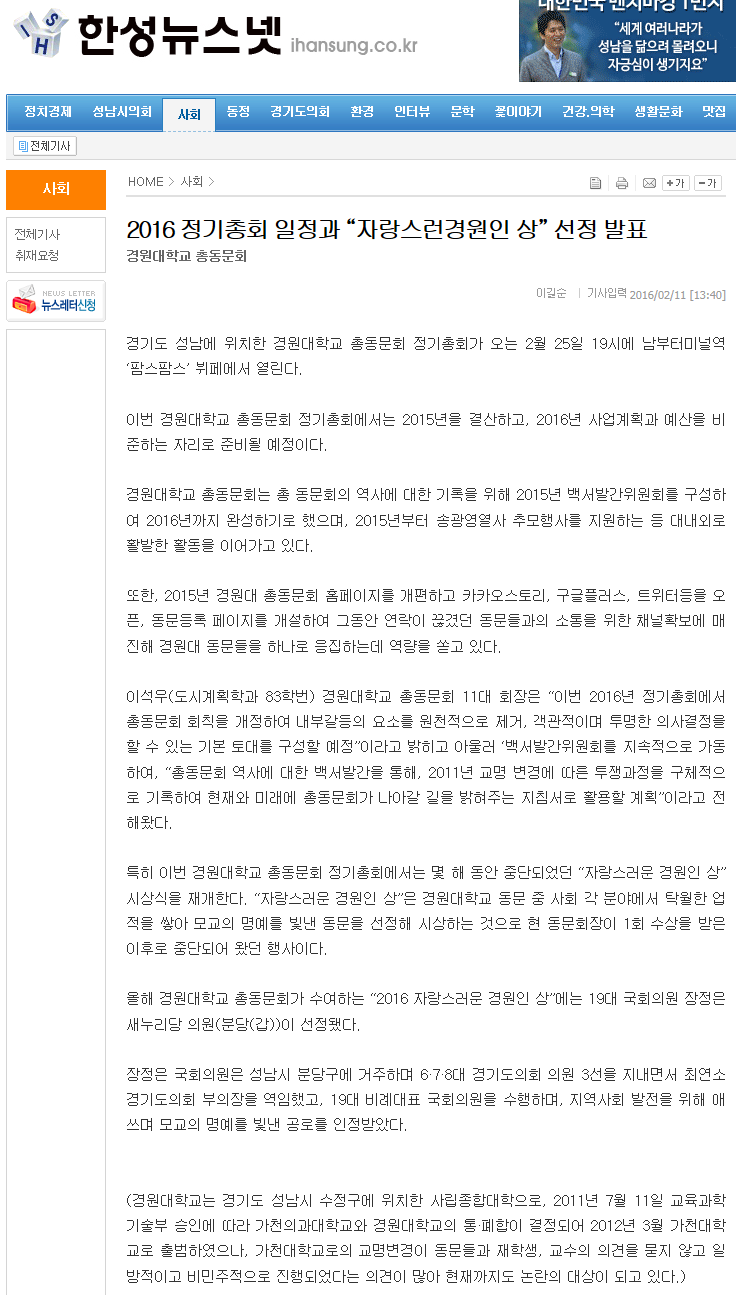 한성뉴스넷 ihansung.co.kr
대한민국 벤치마킹 1번지
“세계 여러나라가
성남을 닮으려 몰려오니
자긍심이 생기지요”
정치경제 성남시의회 사회 동정 경기도의회 환경 인터뷰 문학 꽃이야기 건강.의학 생활문화 맛집
전체기사
사회
HOME > 사회 >
+가 -가
전체기사
취재요청
NEWS LETTER
뉴스레터신청
2016 정기총회 일정과 “자랑스런경원인 상” 선정 발표
경원대학교 총동문회
이길순 | 기사입력 2016/02/11 [13:40]
경기도 성남에 위치한 경원대학교 총동문회 정기총회가 오는 2월 25일 19시에 남부터미널역
‘팜스팜스’ 뷔페에서 열린다.
이번 경원대학교 총동문회 정기총회에서는 2015년을 결산하고, 2016년 사업계획과 예산을 비
준하는 자리로 준비될 예정이다.
경원대학교 총동문회는 총 동문회의 역사에 대한 기록을 위해 2015년 백서발간위원회를 구성하
여 2016년까지 완성하기로 했으며, 2015년부터 송광영열사 추모행사를 지원하는 등 대내외로
활발한 활동을 이어가고 있다.
또한, 2015년 경원대 총동문회 홈페이지를 개편하고 카카오스토리, 구글플러스, 트위터등을 오
픈, 동문등록 페이지를 개설하여 그동안 연락이 끊겼던 동문들과의 소통을 위한 채널확보에 매
진해 경원대 동문들을 하나로 응집하는데 역량을 쏟고 있다.
이석우(도시계획학과 83학번) 경원대학교 총동문회 11대 회장은 “이번 2016년 정기총회에서
총동문회 회칙을 개정하여 내부갈등의 요소를 원천적으로 제거, 객관적이며 투명한 의사결정을
할 수 있는 기본 토대를 구성할 예정”이라고 밝히고 아울러 ‘백서발간위원회를 지속적으로 가동
하여, “총동문회 역사에 대한 백서발간을 통해, 2011년 교명 변경에 따른 투쟁과정을 구체적으
로 기록하여 현재와 미래에 총동문회가 나아갈 길을 밝혀주는 지침서로 활용할 계획”이라고 전
해왔다.
특히 이번 경원대학교 총동문회 정기총회에서는 몇 해 동안 중단되었던 “자랑스러운 경원인 상”
시상식을 재개한다. “자랑스러운 경원인 상”은 경원대학교 동문 중 사회 각 분야에서 탁월한 업
적을 쌓아 모교의 명예를 빛낸 동문을 선정해 시상하는 것으로 현 동문회장이 1회 수상을 받은
이후로 중단되어 왔던 행사이다.
올해 경원대학교 총동문회가 수여하는 “2016 자랑스러운 경원인 상”에는 19대 국회의원 장정은
새누리당 의원(분당(갑))이 선정됐다.
장정은 국회의원은 성남시 분당구에 거주하며 6·7·8대 경기도의회 의원 3선을 지내면서 최연소
경기도의회 부의장을 역임했고, 19대 비례대표 국회의원을 수행하며, 지역사회 발전을 위해 애
쓰며 모교의 명예를 빛낸 공로를 인정받았다.
(경원대학교는 경기도 성남시 수정구에 위치한 사립종합대학으로, 2011년 7월 11일 교육과학
기술부 승인에 따라 가천의과대학교와 경원대학교의 통·폐합이 결정되어 2012년 3월 가천대학
교로 출범하였으나, 가천대학교로의 교명변경이 동문들과 재학생, 교수의 의견을 묻지 않고 일
방적이고 비민주적으로 진행되었다는 의견이 많아 현재까지도 논란의 대상이 되고 있다.)